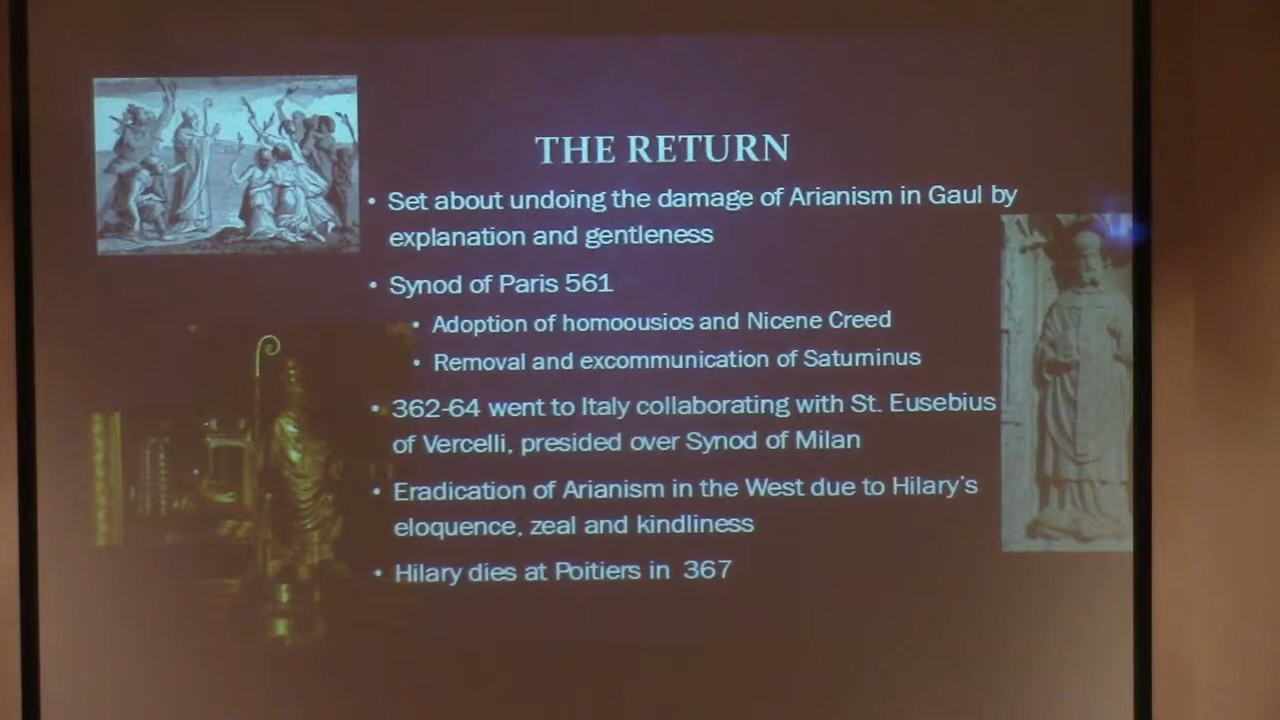 THE RETURN
• Set about undoing the damage of Arianism in Gaul by
explanation and gentleness
• Synod of Paris 561
• Adoption of homoousios and Nicene Creed
• Removal and excommunication of Satuminus
• 362-64 went to Italy collaborating with St. Eusebius
of Vercelli, presided over Synod of Milan
• Eradication of Arianism in the West due to Hilary's
eloquence, zeal and kindliness
• Hilary dies at Poitiers in 367